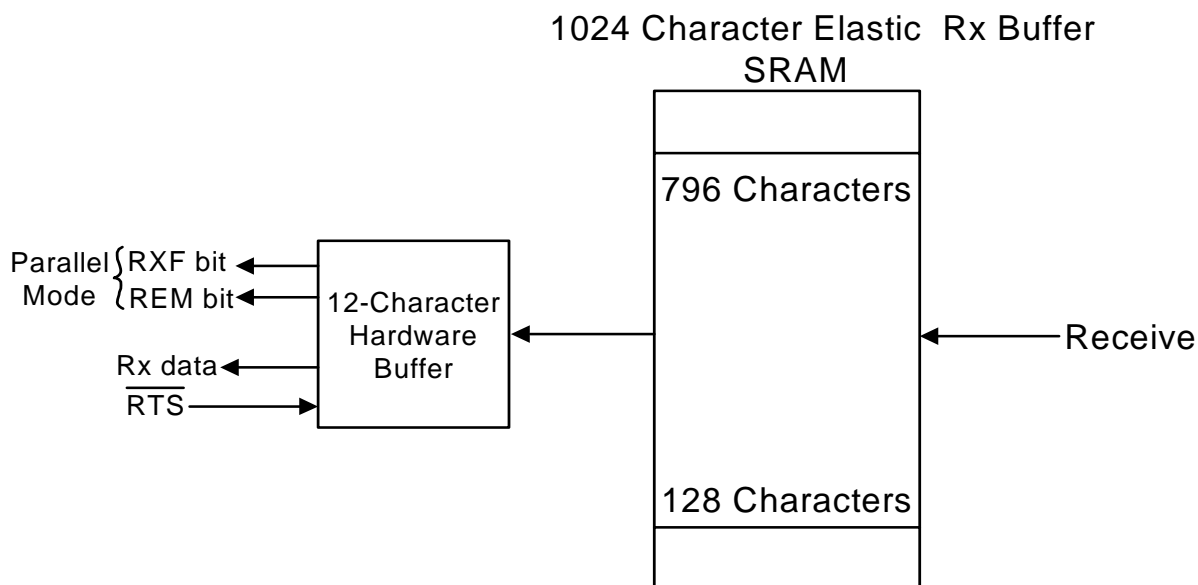 1024 Character Elastic Rx Buffer
SRAM
796 Characters
Parallel
Mode
RXF bit
REM bit
12-Character
Hardware
Buffer
Rx data
RTS
Receive
128 Characters